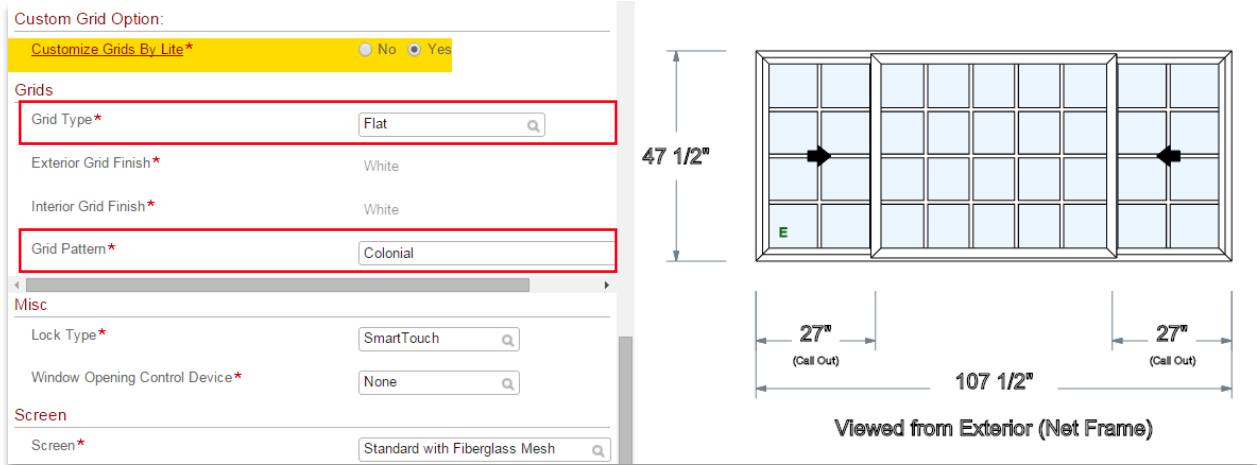 Custom Grid Option:
Customize Grids By Lite* No Yes
Grids
Grid Type* Flat
Exterior Grid Finish* White
Interior Grid Finish* White
Grid Pattern* Colonial
Misc
Lock Type* SmartTouch
Window Opening Control Device* None
Screen
Screen* Standard with Fiberglass Mesh
47 1/2"
E
27" 27"
(Call Out) (Call Out)
107 1/2"
Viewed from Exterior (Net Frame)